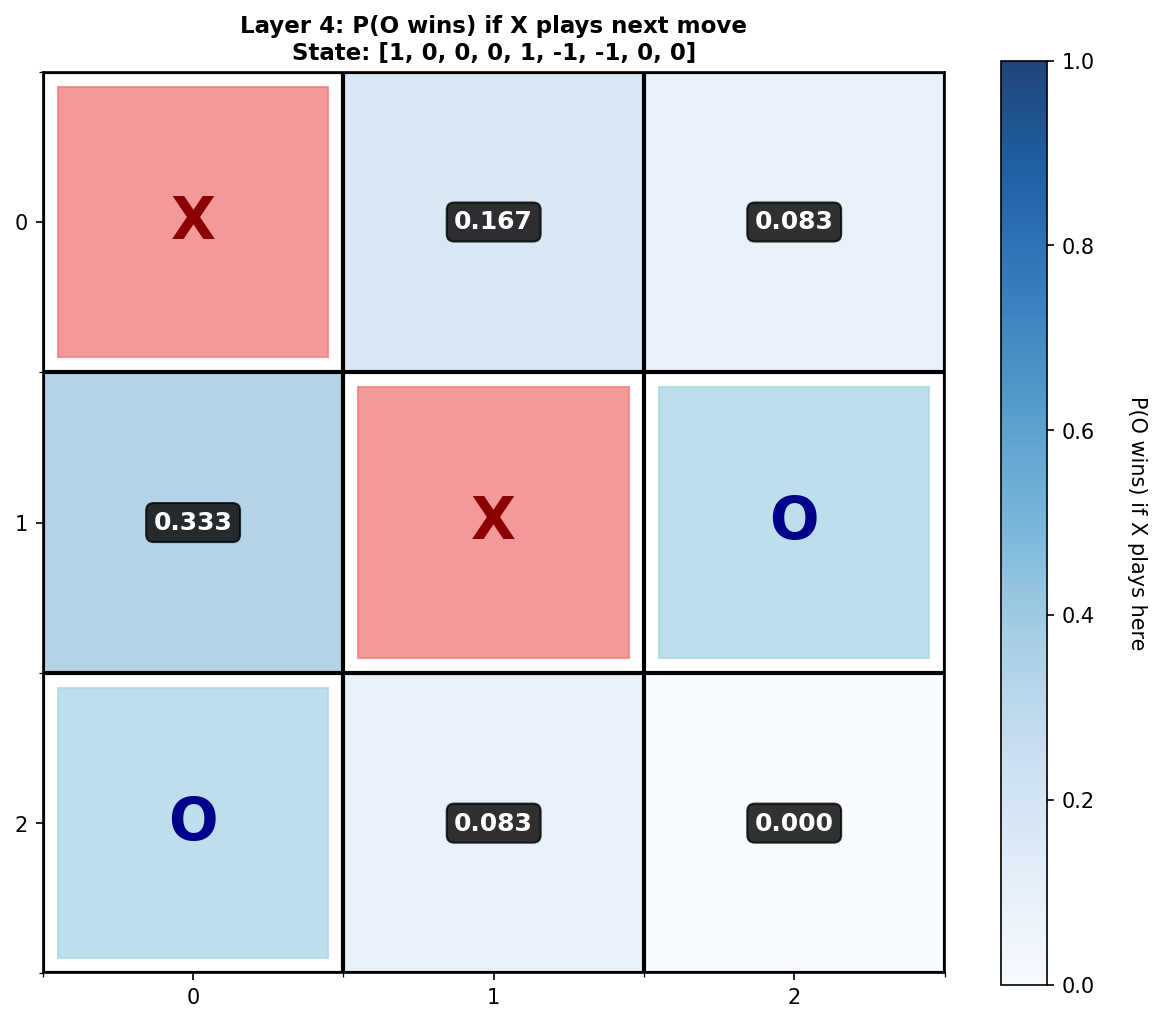 Layer 4: P(O wins) if X plays next move
State: [1, 0, 0, 0, 1, -1, -1, 0, 0]
1.0
0.8
0.6
0.4
0.2
0.0
P(O wins) if X plays here
0
X
0.167
0.083
1
0.333
X
O
2
O
0.083
0.000
0
1
2